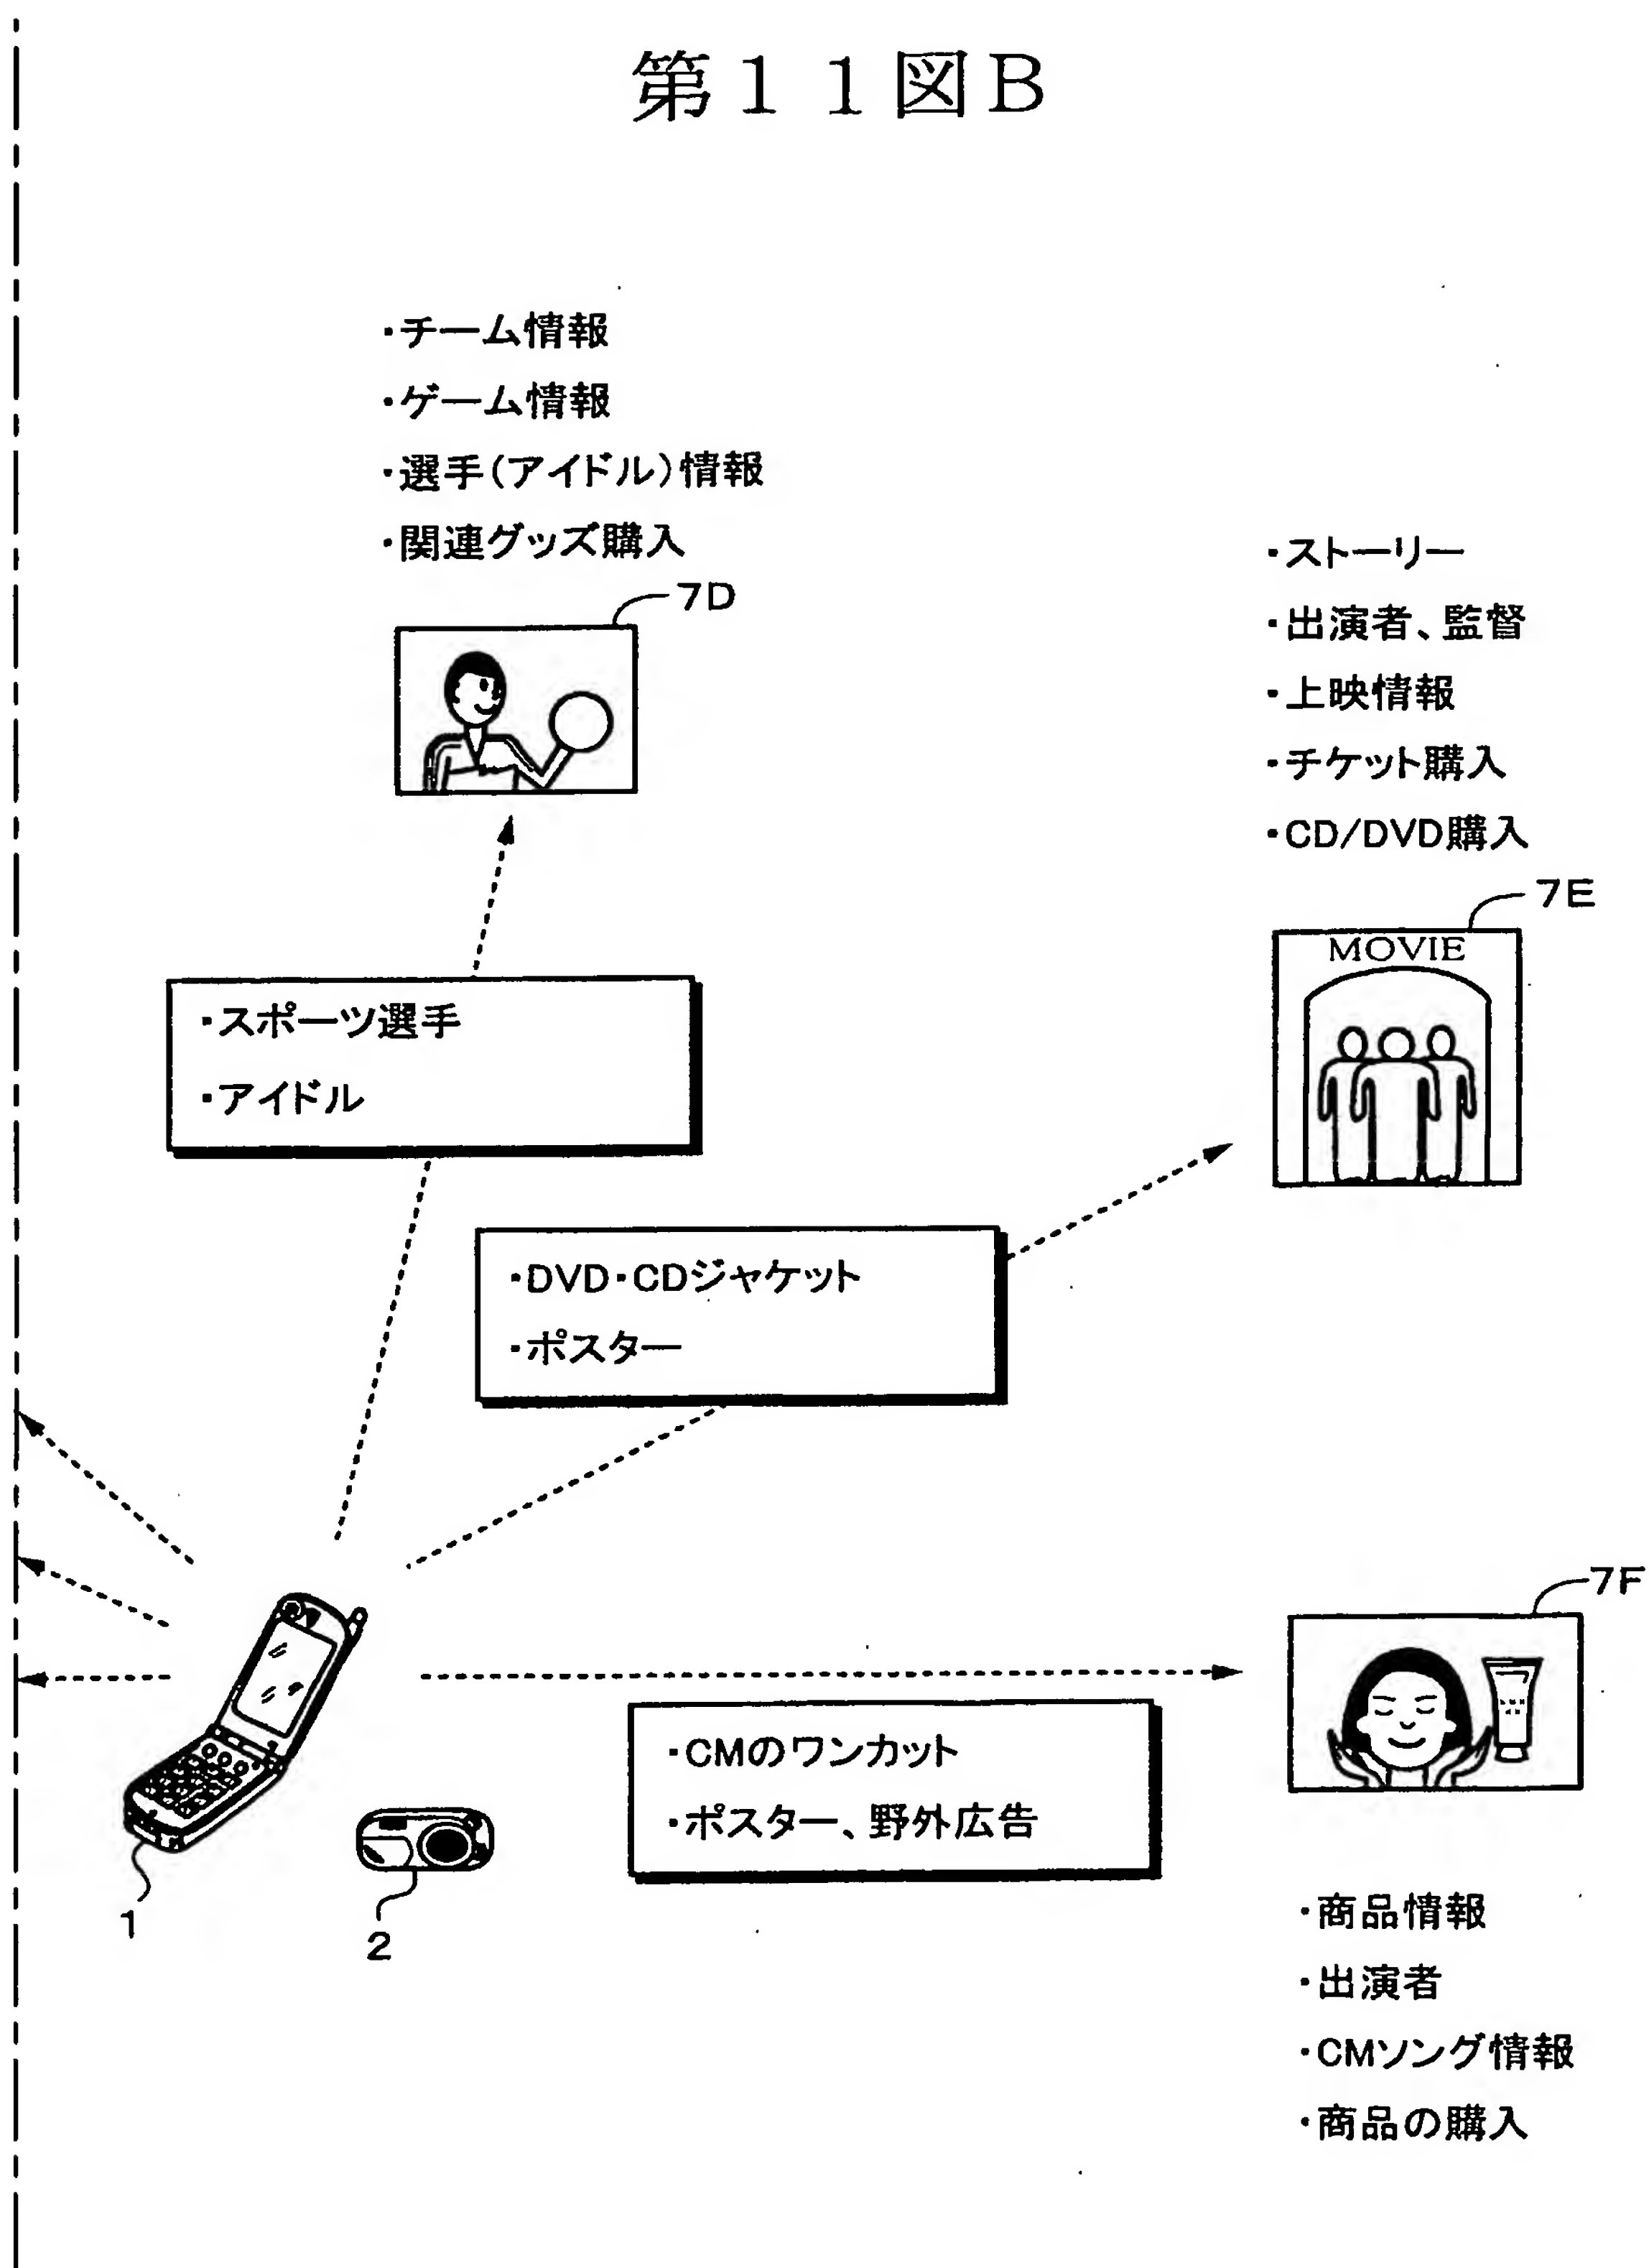 第11図B
・チーム情報
・ゲーム情報
・選手(アイドル)情報
・関連グッズ購入
7D
・ストーリー
・出演者、監督
・上映情報
・チケット購入
・CD/DVD購入
7E
MOVIE
・スポーツ選手
・アイドル
・DVD・CDジャケット
・ポスター
7F
・CMのワンカット
・ポスター、野外広告
1
2
・商品情報
・出演者
・CMソング情報
・商品の購入